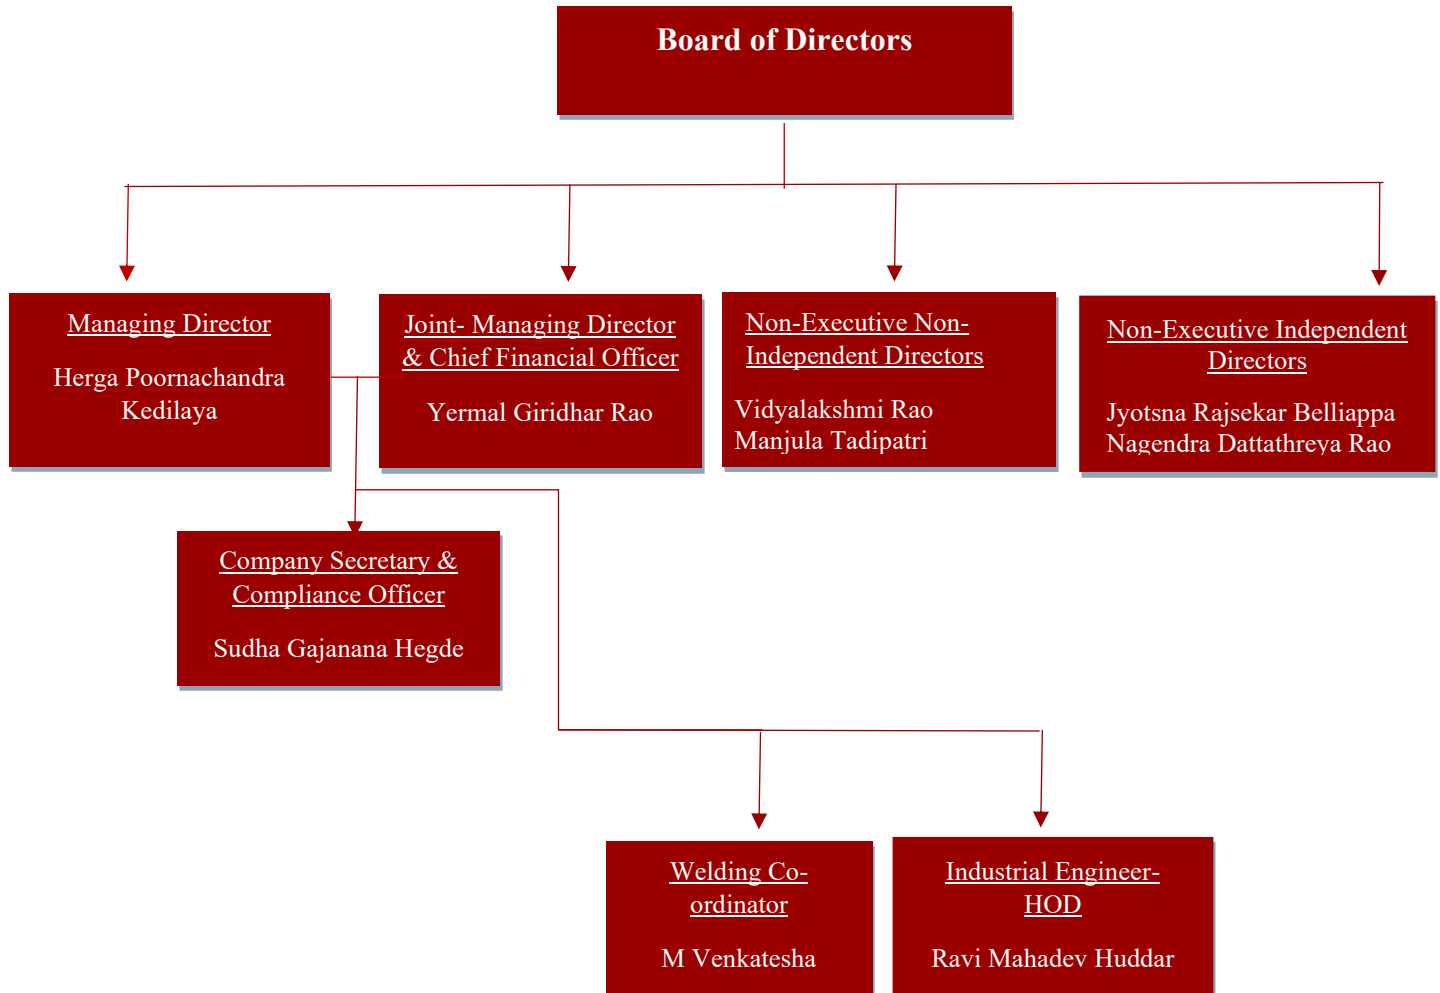 Board of Directors
Managing Director
Herga Poornachandra
Kedilaya
Joint- Managing Director
& Chief Financial Officer
Yermal Giridhar Rao
Non-Executive Non-
Independent Directors
Vidyalakshmi Rao
Manjula Tadipatri
Non-Executive Independent
Directors
Jyotsna Rajsekar Belliappa
Nagendra Dattathreya Rao
Company Secretary &
Compliance Officer
Sudha Gajanana Hegde
Welding Co-
ordinator
M Venkatesha
Industrial Engineer-
HOD
Ravi Mahadev Huddar